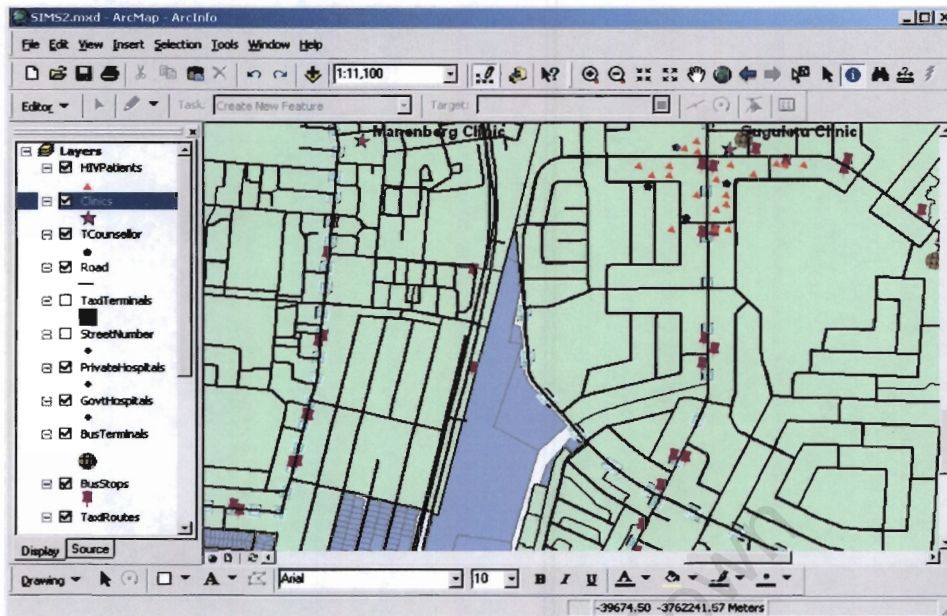 SIMS2.mxd - ArcMap - ArcInfo
File Edit View Insert Selection Tools Window Help
1:11,100
Editor Task: Create New Feature Target:
Layers
HIVPatients
Clinics
TCounsellor
Road
TaxiTerminals
StreetNumber
PrivateHospitals
GovtHospitals
BusTerminals
BusStops
TaxiRoutes
Display Source
Manenberg Clinic
Guguletu Clinic
Drawing A Arial 10 B I U A
-39674.50 -3762241.57 Meters
own